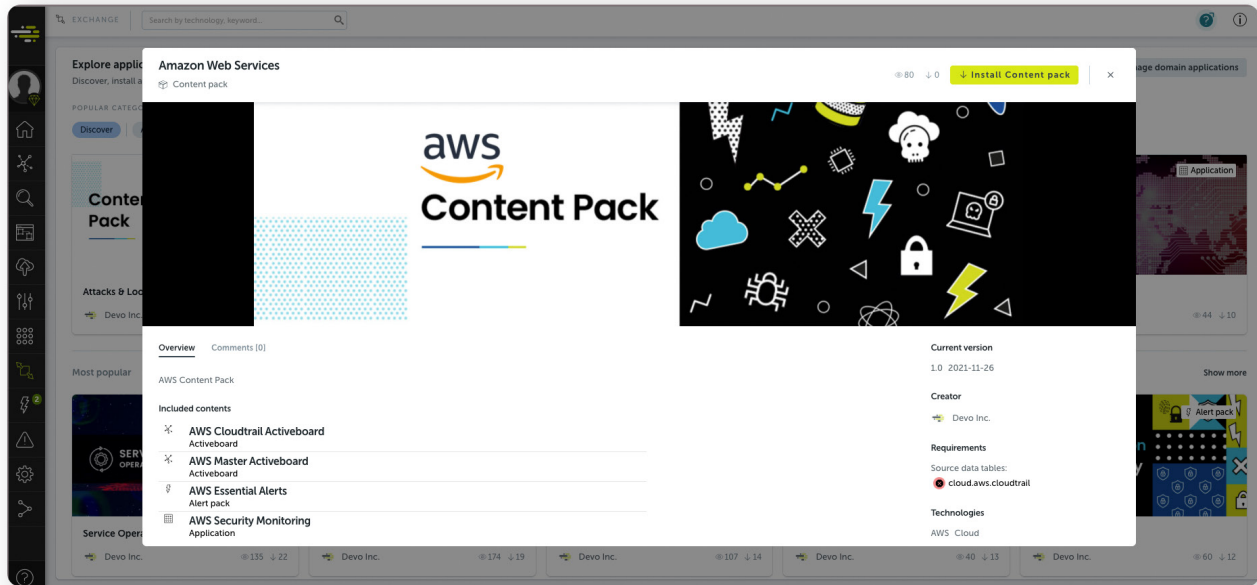 EXCHANGE
Search by technology, keyword...
Explore applic
Discover, install a
age domain applications
POPULAR CATEG
Discover
Amazon Web Services
Content pack
80
0
Install Content pack
aws
Content Pack
Conte
Pack
Application
Attacks & Loc
Devo Inc.
44
10
Overview
Comments (0)
AWS Content Pack
Included contents
AWS Cloudtrail Activeboard
Activeboard
AWS Master Activeboard
Activeboard
AWS Essential Alerts
Alert pack
AWS Security Monitoring
Application
Current version
1.0 2021-11-26
Creator
Devo Inc.
Requirements
Source data tables:
cloud.aws.cloudtrail
Technologies
AWS Cloud
2
Most popular
Show more
SERV
OPERA
Alert pack
Service Opera
Devo Inc. 135 22
Devo Inc. 174 19
Devo Inc. 107 14
Devo Inc. 40 13
Devo Inc. 60 12